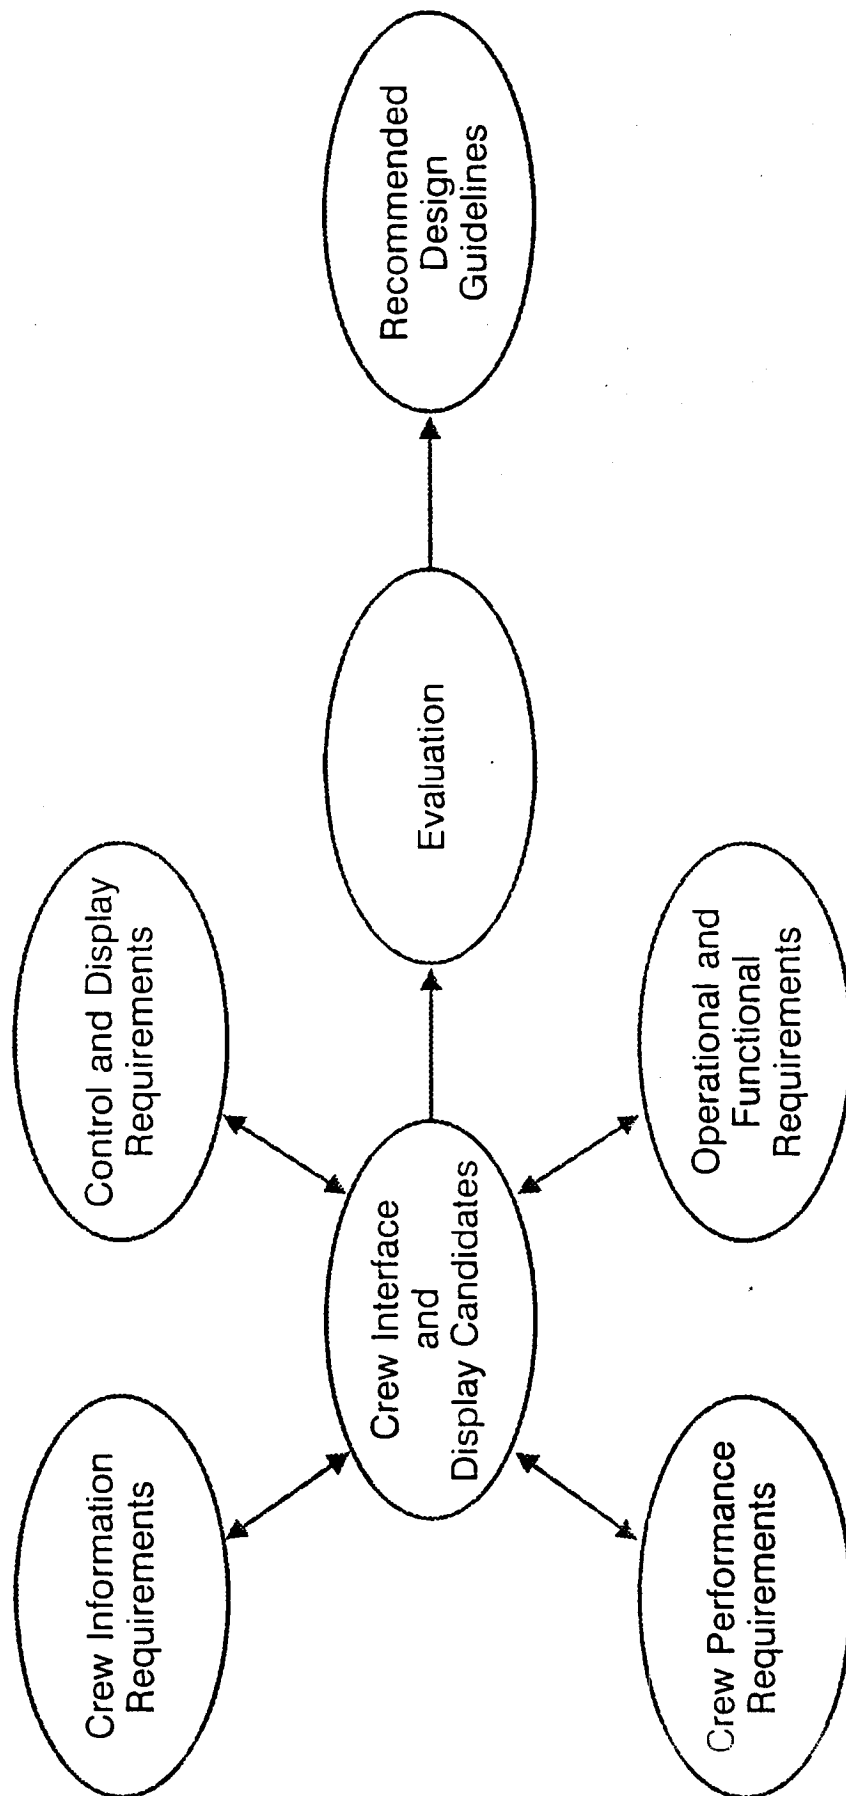 Crew Information
Requirements
Control and Display
Requirements
Crew Interface
and
Display Candidates
Evaluation
Recommended
Design
Guidelines
Crew Performance
Requirements
Operational and
Functional
Requirements